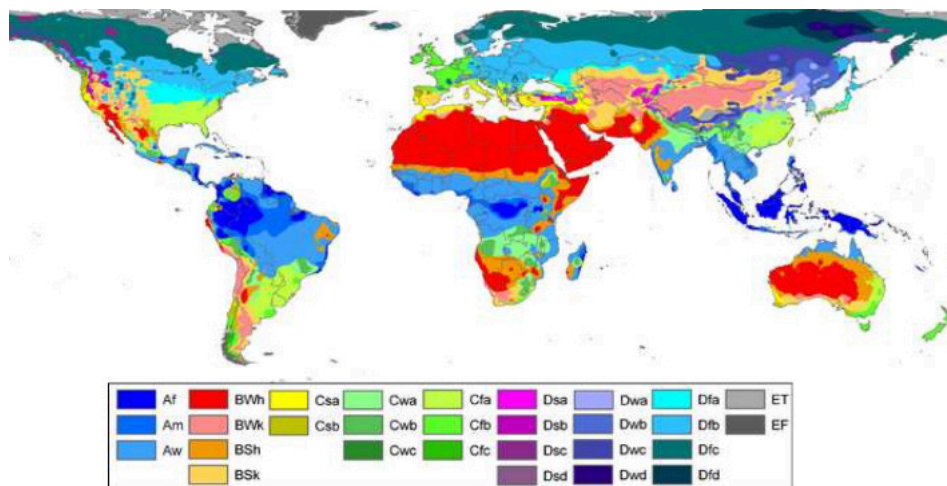 Af BWh Csa Cwa Cfa Dsa Dwa Dfa ET
Am BWk Csb Cwb Cfb Dsb Dwb Dfb EF
Aw BSh Cwc Cfc Dsc Dwc Dfc
BSk Dsd Dwd Dfd